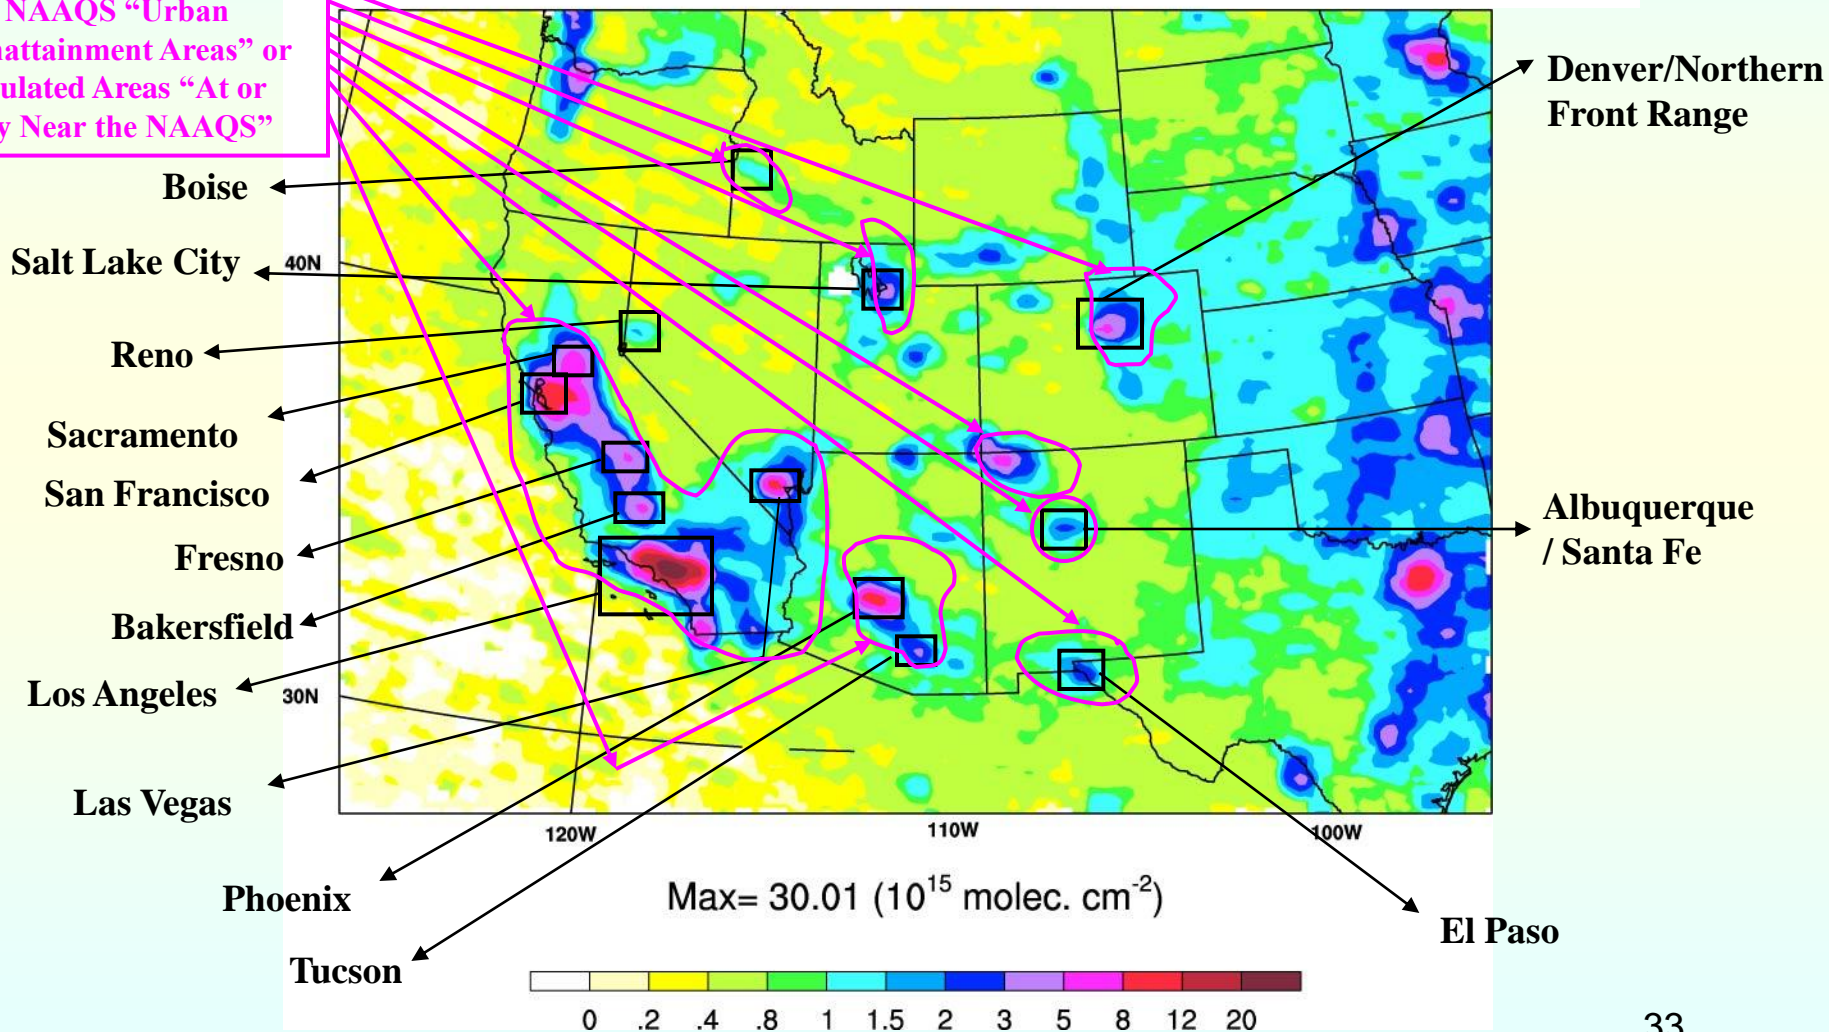 NAAQS “Urban
attainment Areas” or
ulated Areas “At or
y Near the NAAQS”
Denver/Northern
Front Range
Boise
Salt Lake City
40N
Reno
Sacramento
San Francisco
Albuquerque
/ Santa Fe
Fresno
Bakersfield
Los Angeles
30N
Las Vegas
120W
110W
100W
Phoenix
Max= 30.01 (10¹⁵ molec. cm⁻²)
El Paso
Tucson
0 .2 .4 .8 1 1.5 2 3 5 8 12 20
33